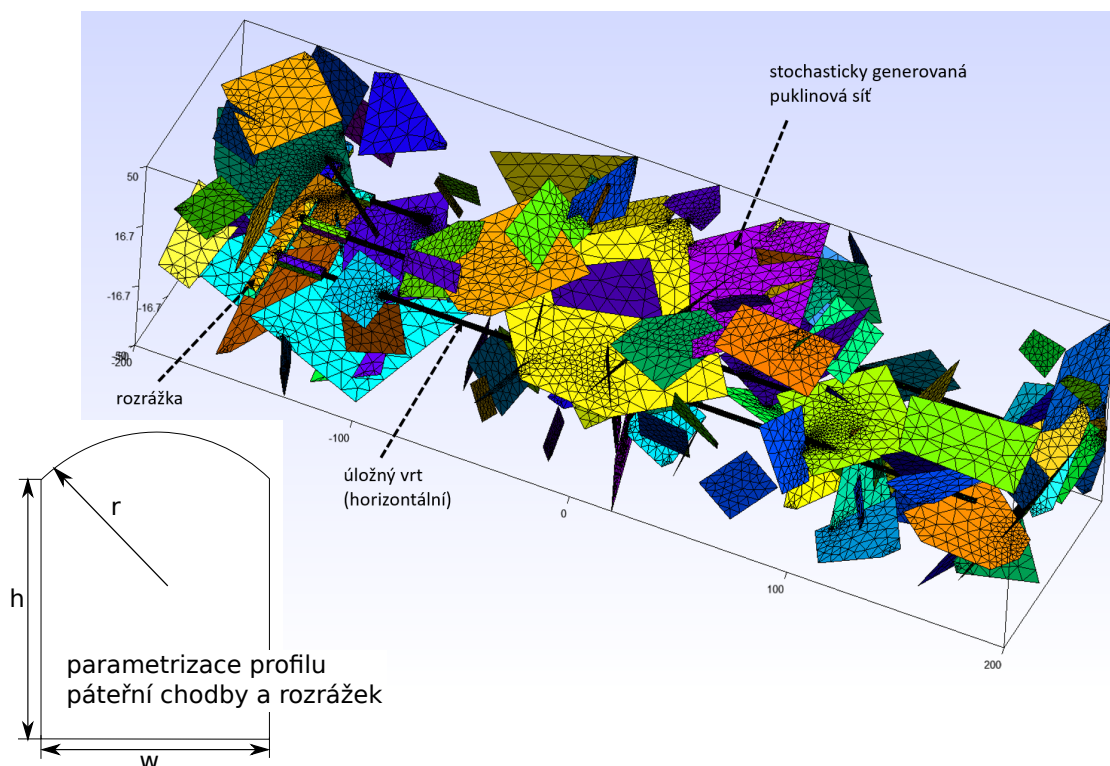 stochasticky generovaná
puklinová síť
50
16.7
-16.7
-16.7
-50
-200
rozrážka
-100
úložný vrt
(horizontální)
0
100
200
r
h
parametrizace profilu
páteřní chodby a rozrážek
w